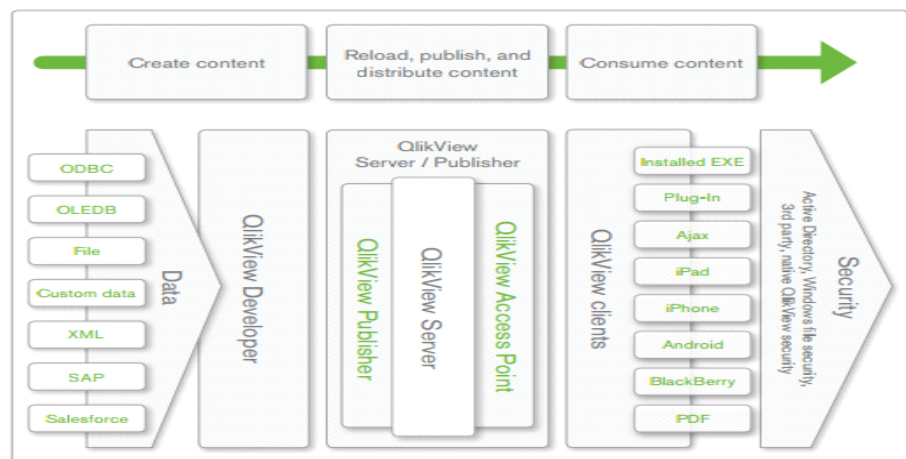 Create content
Reload, publish, and
distribute content
Consume content
ODBC
OLEDB
File
Custom data
XML
SAP
Salesforce
Data
QlikView Developer
QlikView
Server / Publisher
QlikView Publisher
QlikView Server
QlikView Access Point
QlikView clients
Installed EXE
Plug-In
Ajax
iPad
iPhone
Android
BlackBerry
PDF
Security
Active Directory, Windows file security,
3rd party, native QlikView security